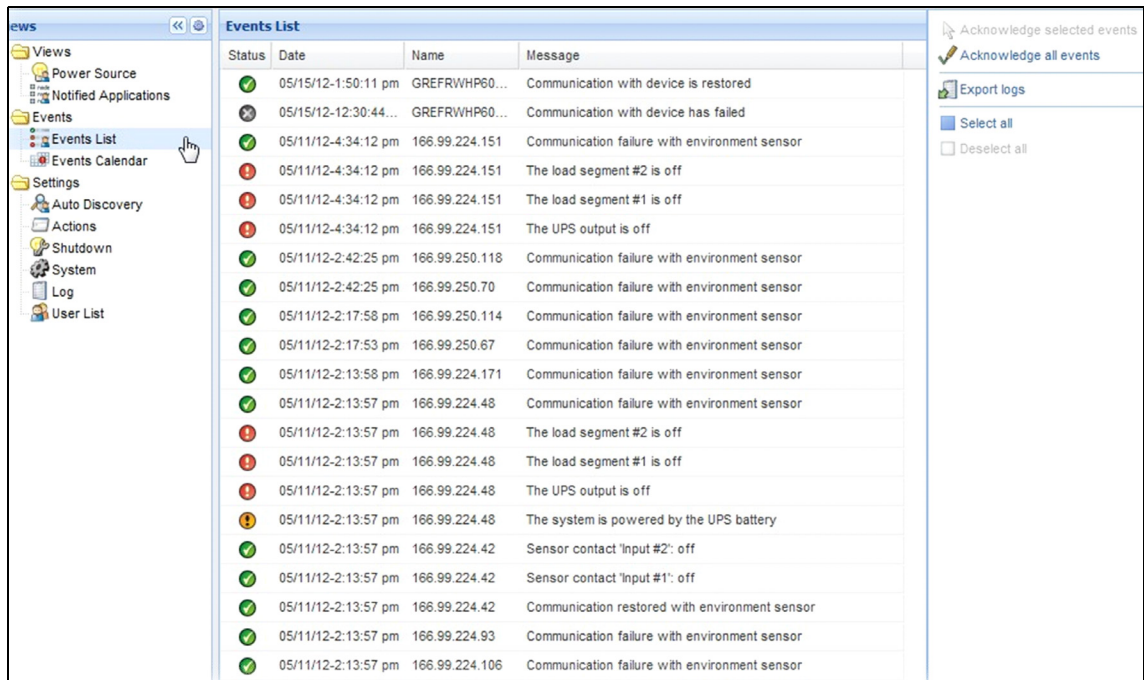 ews
Views
Power Source
Notified Applications
Events
Events List
Events Calendar
Settings
Auto Discovery
Actions
Shutdown
System
Log
User List
Events List
Status Date Name Message
05/15/12-1:50:11 pm GREFRWHP60... Communication with device is restored
05/15/12-12:30:44... GREFRWHP60... Communication with device has failed
05/11/12-4:34:12 pm 166.99.224.151 Communication failure with environment sensor
05/11/12-4:34:12 pm 166.99.224.151 The load segment #2 is off
05/11/12-4:34:12 pm 166.99.224.151 The load segment #1 is off
05/11/12-4:34:12 pm 166.99.224.151 The UPS output is off
05/11/12-2:42:25 pm 166.99.250.118 Communication failure with environment sensor
05/11/12-2:42:25 pm 166.99.250.70 Communication failure with environment sensor
05/11/12-2:17:58 pm 166.99.250.114 Communication failure with environment sensor
05/11/12-2:17:53 pm 166.99.250.67 Communication failure with environment sensor
05/11/12-2:13:58 pm 166.99.224.171 Communication failure with environment sensor
05/11/12-2:13:57 pm 166.99.224.48 Communication failure with environment sensor
05/11/12-2:13:57 pm 166.99.224.48 The load segment #2 is off
05/11/12-2:13:57 pm 166.99.224.48 The load segment #1 is off
05/11/12-2:13:57 pm 166.99.224.48 The UPS output is off
05/11/12-2:13:57 pm 166.99.224.48 The system is powered by the UPS battery
05/11/12-2:13:57 pm 166.99.224.42 Sensor contact 'Input #2': off
05/11/12-2:13:57 pm 166.99.224.42 Sensor contact 'Input #1': off
05/11/12-2:13:57 pm 166.99.224.42 Communication restored with environment sensor
05/11/12-2:13:57 pm 166.99.224.93 Communication failure with environment sensor
05/11/12-2:13:57 pm 166.99.224.106 Communication failure with environment sensor
Acknowledge selected events
Acknowledge all events
Export logs
Select all
Deselect all